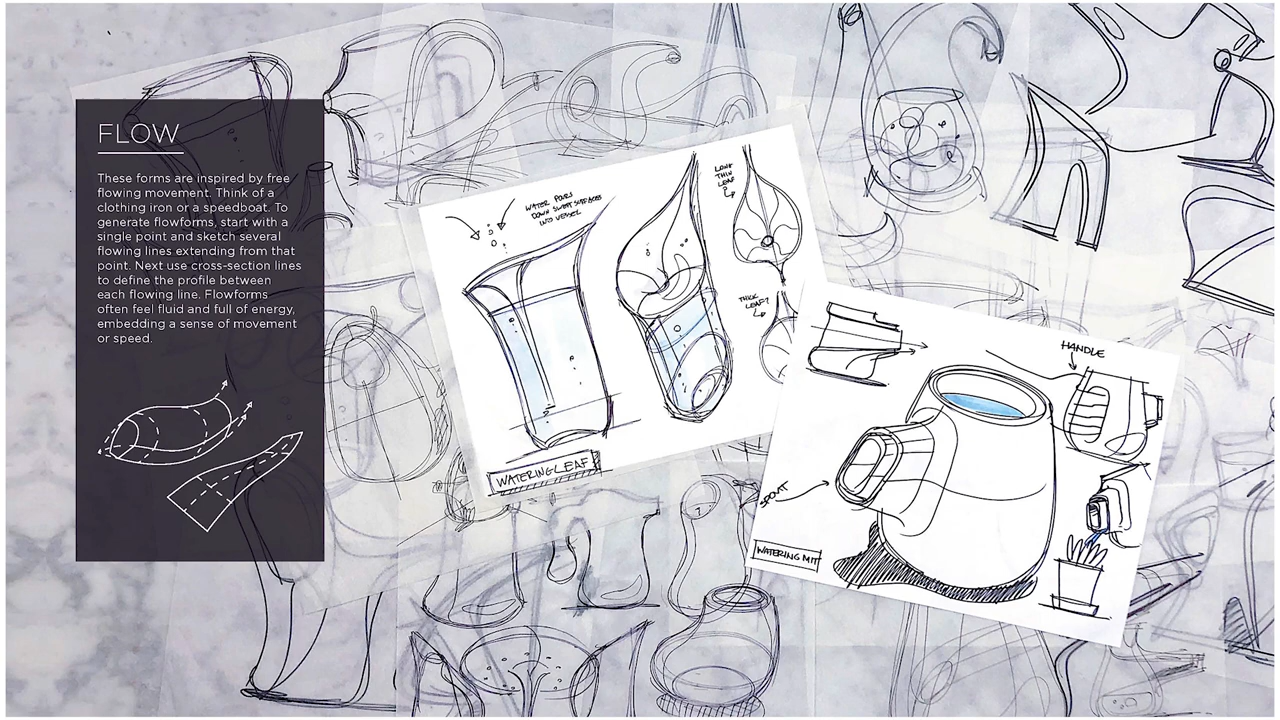 FLOW
These forms are inspired by free
flowing movement. Think of a
clothing iron or a speedboat. To
generate flowforms, start with a
single point and sketch several
flowing lines extending from that
point. Next use cross-section lines
to define the profile between
each flowing line. Flowforms
often feel fluid and full of energy,
embedding a sense of movement
or speed.
WATER POURS
DOWN SWEPT SURFACES
INTO VESSEL
LONG
THIN
LEAF
?
THICK
LEAF?
WATERING LEAF
HANDLE
SPOUT
WATERING MIT